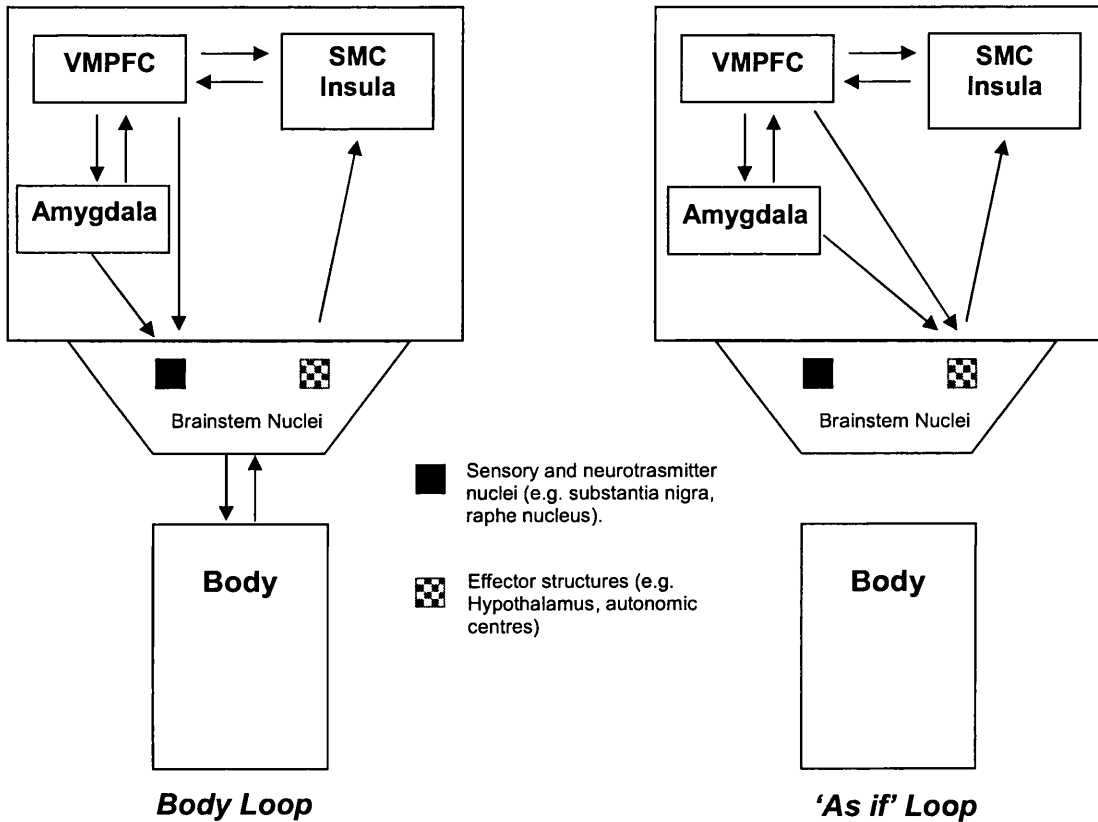 VMPFC
SMC
Insula
Amygdala
Brainstem Nuclei
Body
Body Loop
Sensory and neurotrasmitter
nuclei (e.g. substantia nigra,
raphe nucleus).
Effector structures (e.g.
Hypothalamus, autonomic
centres)
VMPFC
SMC
Insula
Amygdala
Brainstem Nuclei
Body
‘As if’ Loop